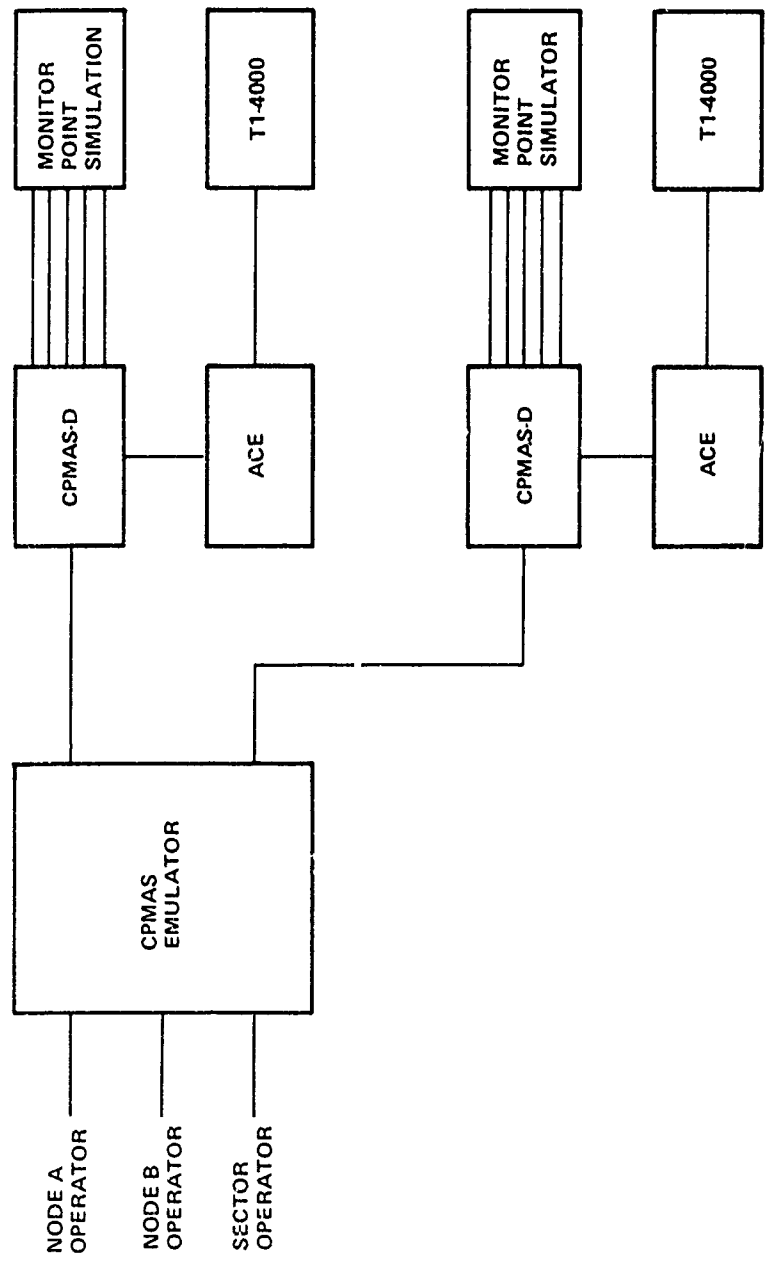 NODE A
OPERATOR
NODE B
OPERATOR
SECTOR
OPERATOR
CPMAS
EMULATOR
CPMAS-D
ACE
MONITOR
POINT
SIMULATION
T1-4000
CPMAS-D
ACE
MONITOR
POINT
SIMULATOR
T1-4000